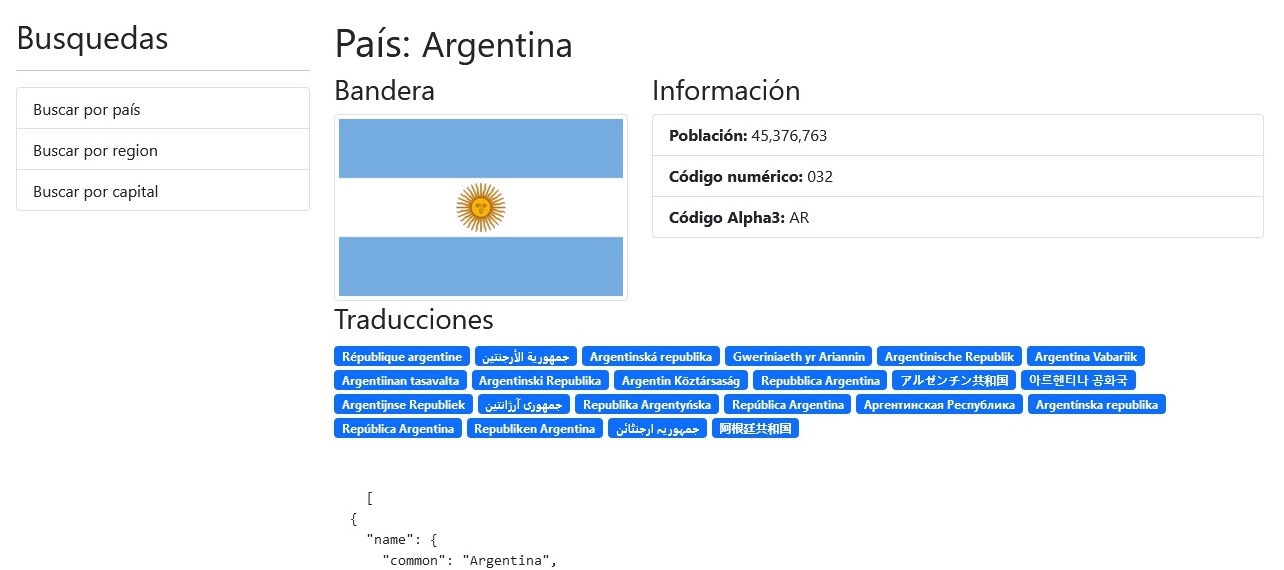 Busquedas
Buscar por país
Buscar por region
Buscar por capital
País: Argentina
Bandera
Información
Población: 45,376,763
Código numérico: 032
Código Alpha3: AR
Traducciones
République argentine جمهورية الأرجنتين Argentinská republika Gweriniaeth yr Ariannin Argentinische Republik Argentina Vabariik
Argentiinan tasavalta Argentinski Republika Argentin Köztársaság Repubblica Argentina アルゼンチン共和国 아르헨티나 공화국
Argentijnse Republiek جمهوری آرژانتین Republika Argentyńska República Argentina Аргентинская Республика Argentínska republika
República Argentina Republiken Argentina جمہوریہ ارجنٹائن 阿根廷共和国
[
{
"name": {
"common": "Argentina",